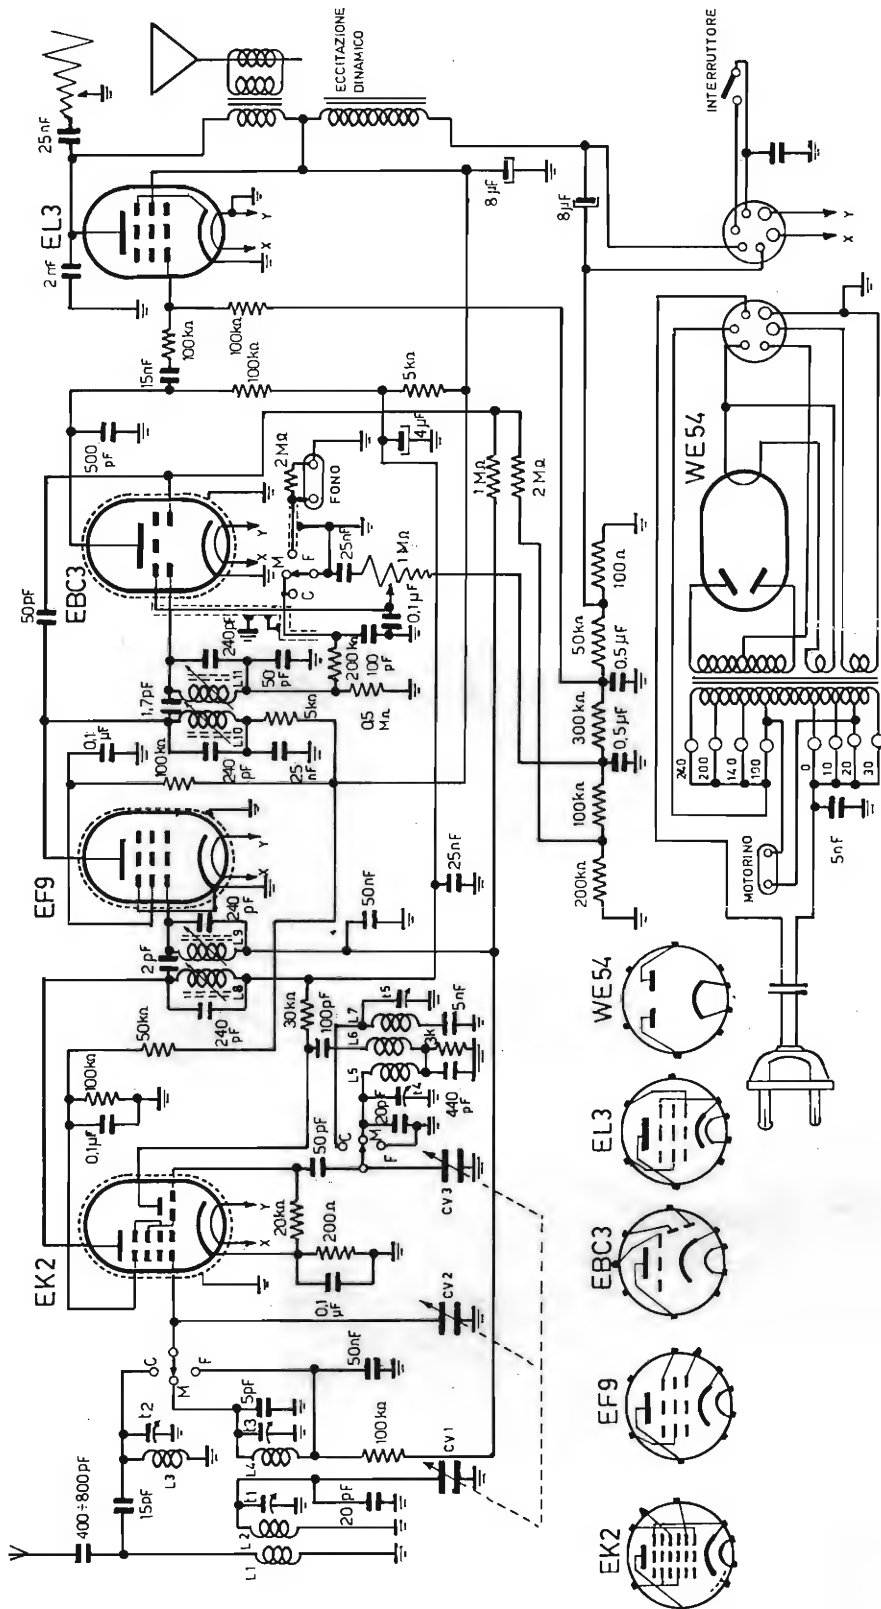 400÷800pF
15pF
t2
L3
C
M
F
L1
L2
t1
20pF
L4
t3
5pF
100kΩ
50nF
CV1
CV2
CV3
EK2
0,1µF
100kΩ
50kΩ
X
Y
20kΩ
200Ω
0,1
µF
50pF
C
M
F
20pF
t4
L5
L6
L7
t5
440
pF
3k
5nF
100pF
30kΩ
240
pF
L8
2pF
L9
240
pF
EF9
X
Y
50nF
25nF
0,1
µF
100kΩ
240
pF
L10
25
nF
5kΩ
1,7pF
L11
240pF
50
pF
0,5
MΩ
200kΩ
100
pF
50pF
EBC3
X
Y
500
pF
C
M
F
2MΩ
FONO
25nF
1MΩ
0,1µF
4µF
5kΩ
100kΩ
15nF
100kΩ
100kΩ
2nF
EL3
X
Y
25nF
ECCITAZIONE
DINAMICO
8µF
8µF
1MΩ
2MΩ
200kΩ
100kΩ
0,5µF
300kΩ
0,5µF
50kΩ
100Ω
INTERRUTTORE
X
Y
WE54
240
200
140
100
0
10
20
30
MOTORINO
5nF
EK2
EF9
EBC3
EL3
WE54